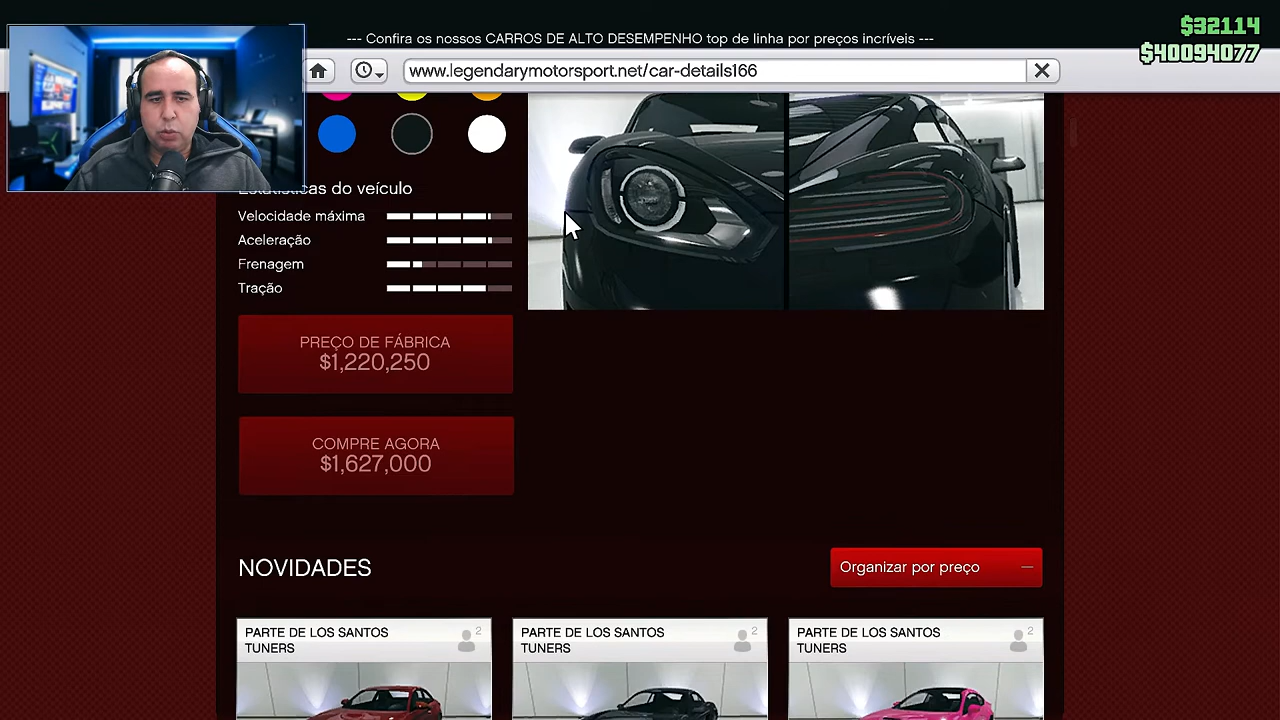 $32114
--- Confira os nossos CARROS DE ALTO DESEMPENHO top de linha por preços incríveis ---
$40094077
www.legendarymotorsport.net/car-details166
Estatísticas do veículo
Velocidade máxima
Aceleração
Frenagem
Tração
PREÇO DE FÁBRICA
$1,220,250
COMPRE AGORA
$1,627,000
NOVIDADES
Organizar por preço
PARTE DE LOS SANTOS
TUNERS
2
PARTE DE LOS SANTOS
TUNERS
2
PARTE DE LOS SANTOS
TUNERS
2